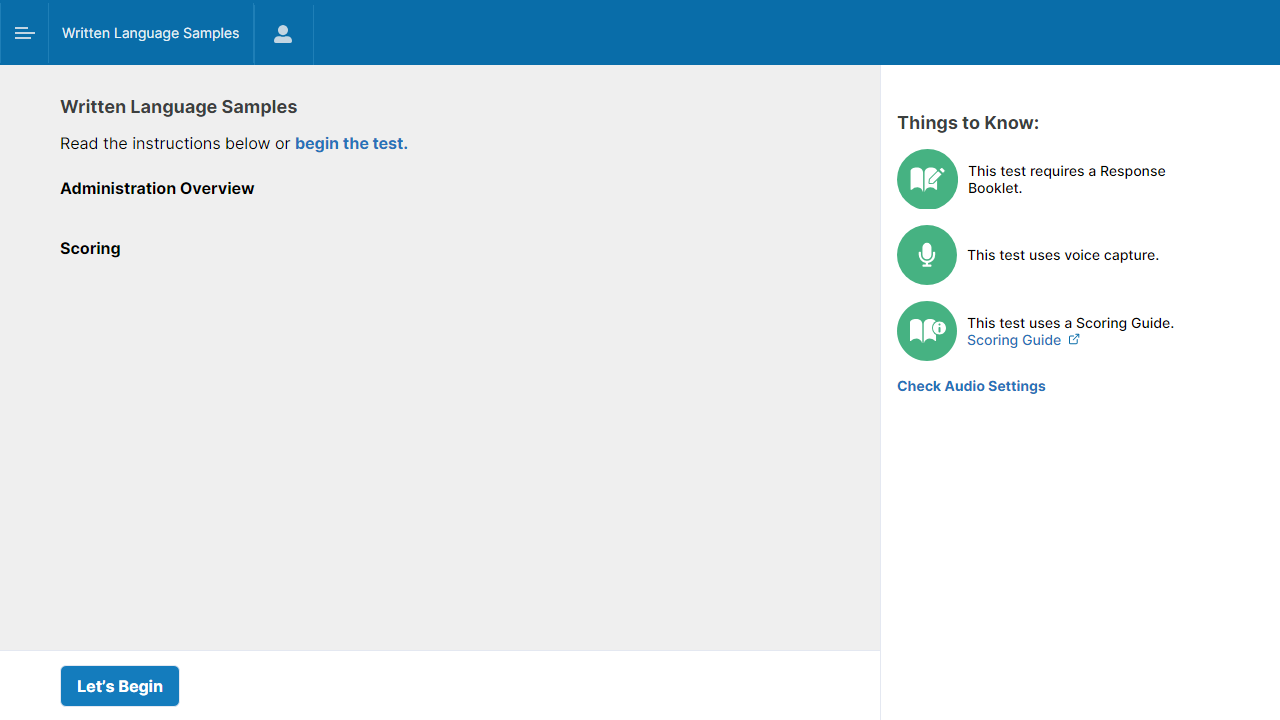 Written Language Samples
Written Language Samples
Read the instructions below or begin the test.
Administration Overview
Scoring
Let's Begin
Things to Know:
This test requires a Response
Booklet.
This test uses voice capture.
This test uses a Scoring Guide.
Scoring Guide
Check Audio Settings